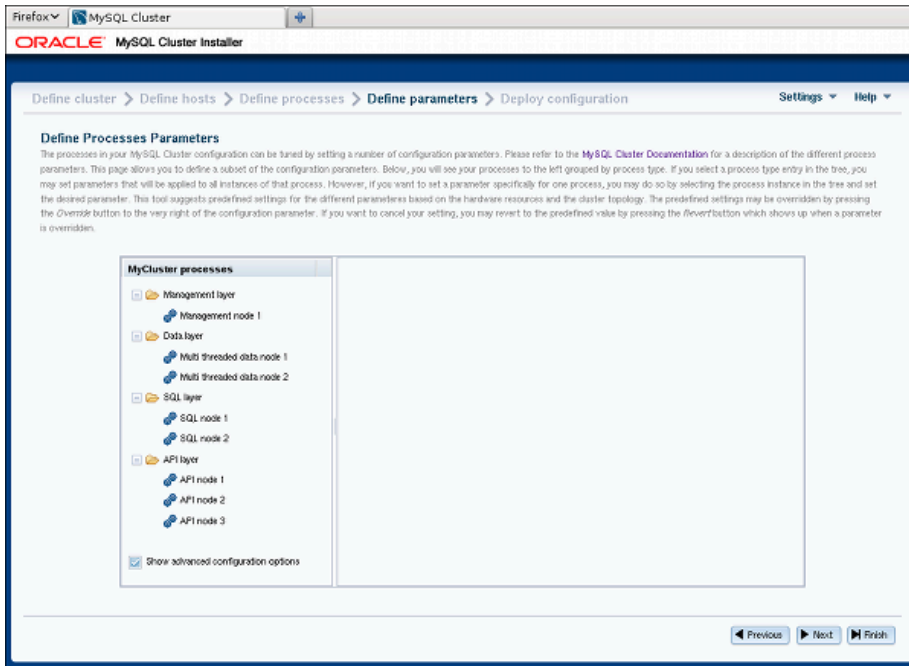 Firefox
MySQL Cluster
ORACLE MySQL Cluster Installer
Define cluster Define hosts Define processes Define parameters Deploy configuration Settings Help
Define Processes Parameters
The processes in your MySQL Cluster configuration can be tuned by setting a number of configuration parameters. Please refer to the MySQL Cluster Documentation for a description of the different process
parameters. This page allows you to define a subset of the configuration parameters. Below, you will see your processes to the left grouped by process type. If you select a process type entry in the tree, you
may set parameters that will be applied to all instances of that process. However, if you want to set a parameter specifically for one process, you may do so by selecting the process instance in the tree and set
the desired parameter. This tool suggests predefined settings for the different parameteres based on the hardware resources and the cluster topology. The predefined settings may be overridden by pressing
the Override button to the very right of the configuration parameter. If you want to cancel your setting, you may revert to the predefined value by pressing the Revert button which shows up when a parameter
is overridden.
MyCluster processes
Management layer
Management node 1
Data layer
Multi threaded data node 1
Multi threaded data node 2
SQL layer
SQL node 1
SQL node 2
API layer
API node 1
API node 2
API node 3
Show advanced configuration options
Previous Next Finish